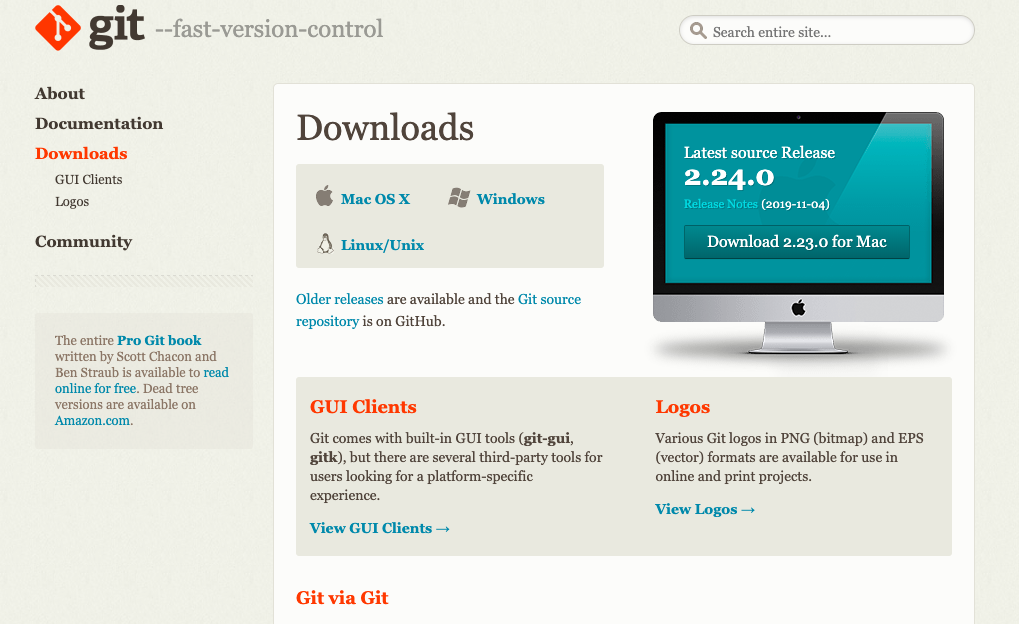 git --fast-version-control
Search entire site...
About
Documentation
Downloads
GUI Clients
Logos
Community
The entire Pro Git book
written by Scott Chacon and
Ben Straub is available to read
online for free. Dead tree
versions are available on
Amazon.com.
Downloads
Mac OS X
Windows
Linux/Unix
Older releases are available and the Git source
repository is on GitHub.
Latest source Release
2.24.0
Release Notes (2019-11-04)
Download 2.23.0 for Mac
GUI Clients
Git comes with built-in GUI tools (git-gui,
gitk), but there are several third-party tools for
users looking for a platform-specific
experience.
View GUI Clients →
Logos
Various Git logos in PNG (bitmap) and EPS
(vector) formats are available for use in
online and print projects.
View Logos →
Git via Git